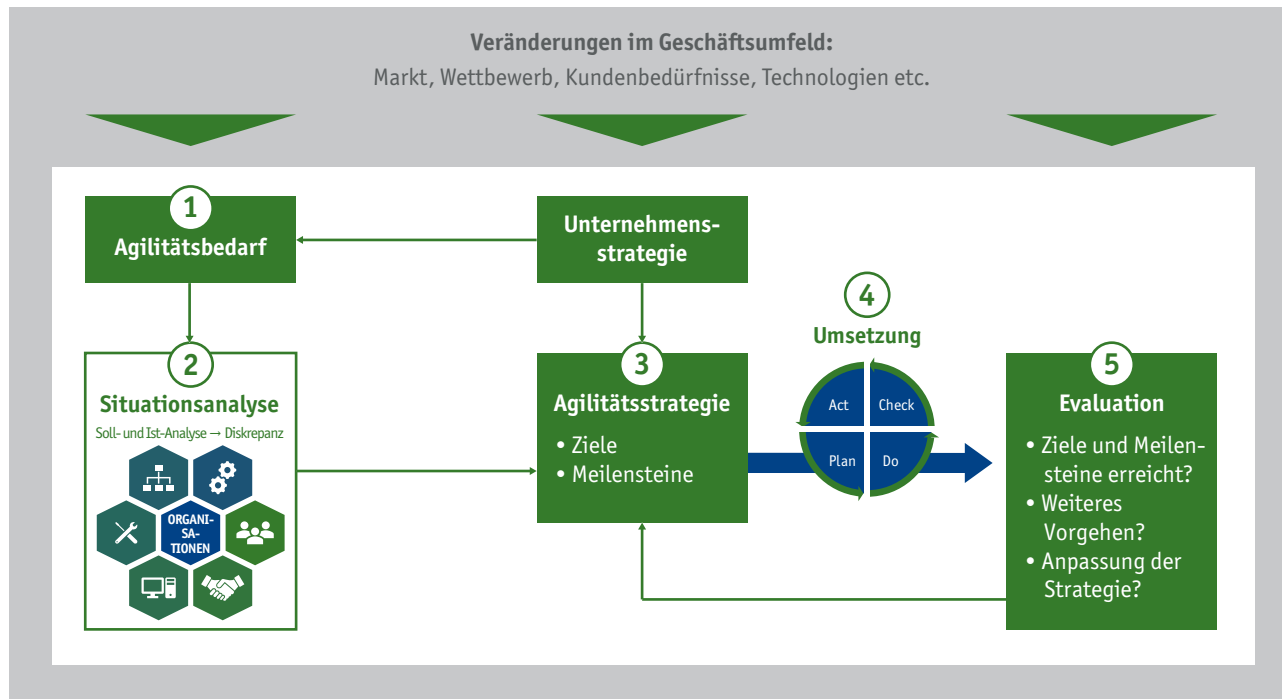 Veränderungen im Geschäftsumfeld:
Markt, Wettbewerb, Kundenbedürfnisse, Technologien etc.
1
Agilitätsbedarf
Unternehmens-
strategie
2
Situationsanalyse
Soll- und Ist-Analyse → Diskrepanz
ORGANI-
SA-
TIONEN
3
Agilitätsstrategie
• Ziele
• Meilensteine
4
Umsetzung
Act
Check
Plan
Do
5
Evaluation
• Ziele und Meilen-
steine erreicht?
• Weiteres
Vorgehen?
• Anpassung der
Strategie?